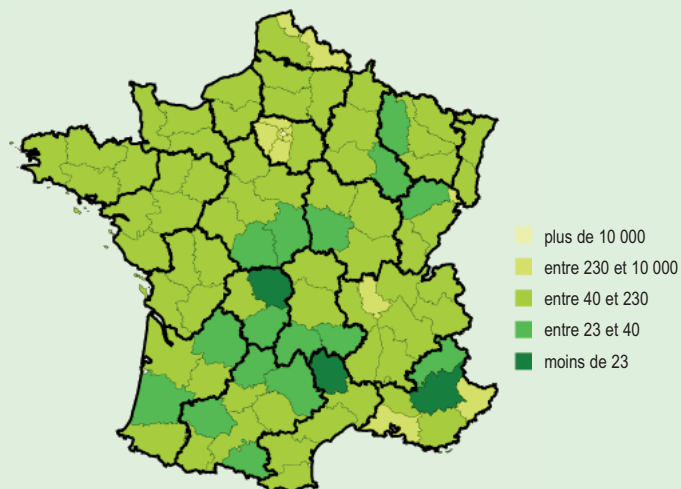 plus de 10 000
entre 230 et 10 000
entre 40 et 230
entre 23 et 40
moins de 23